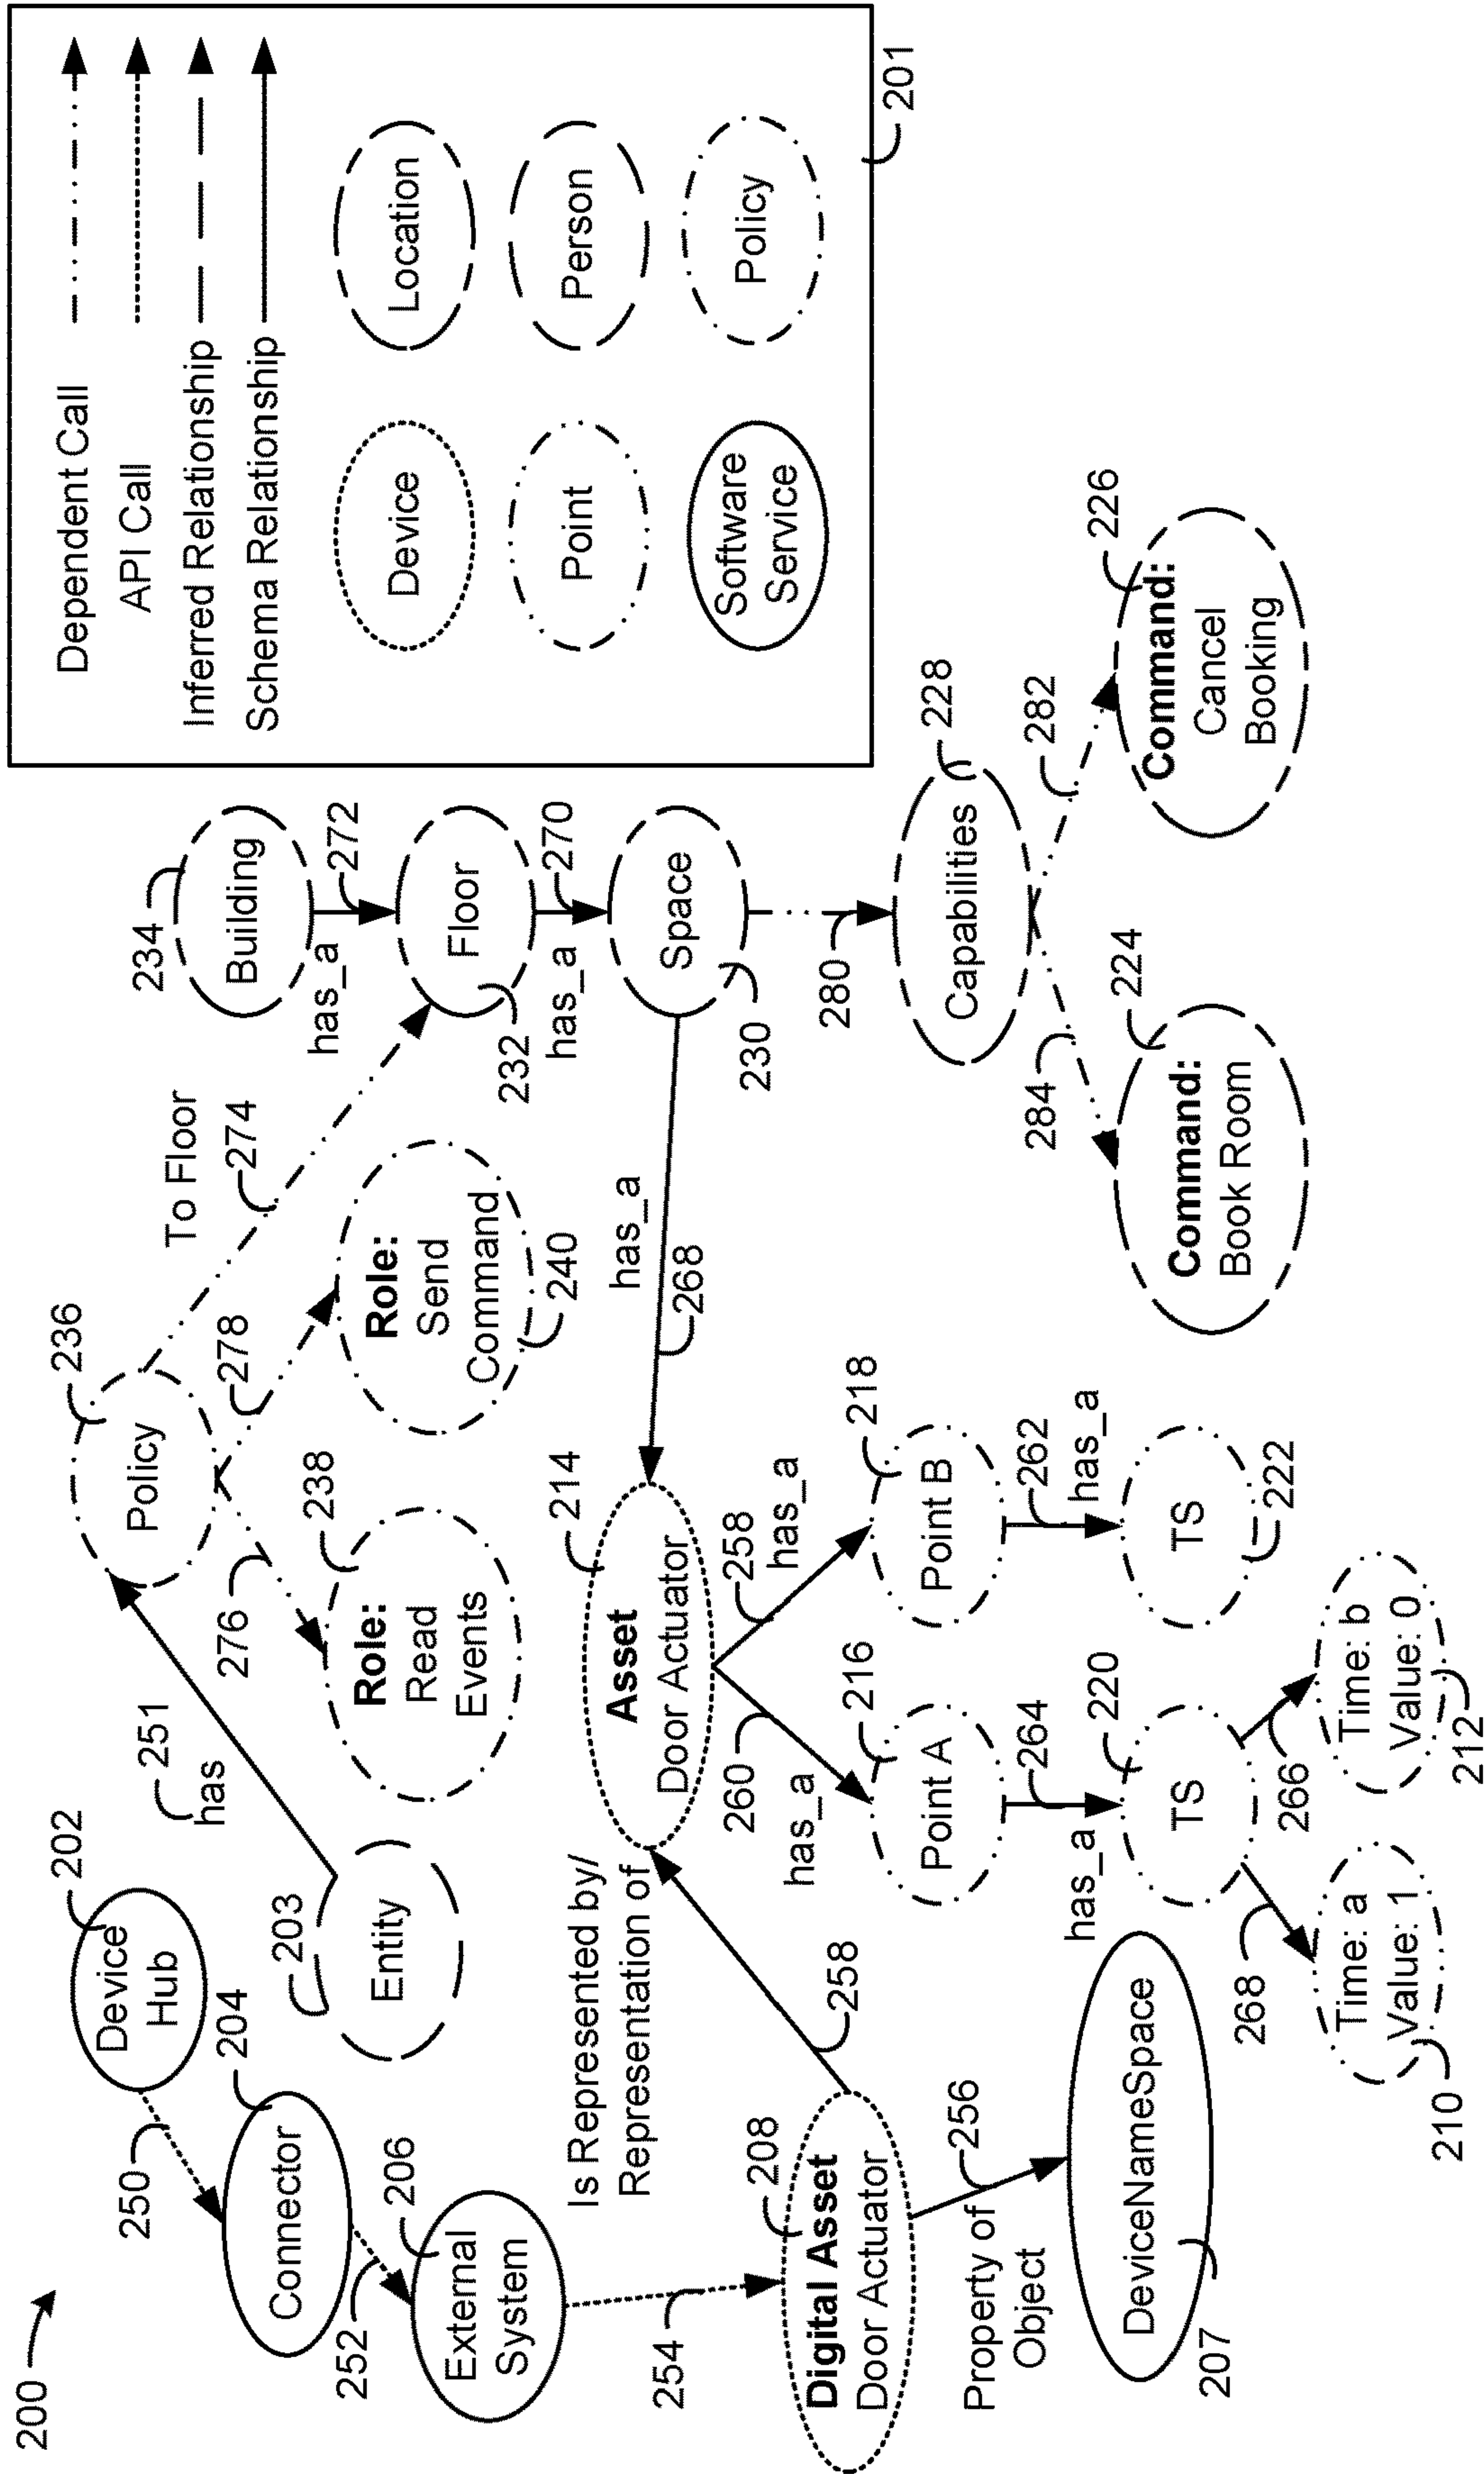 200
Device
Hub
202
250
Connector
204
252
External
System
206
254
Digital Asset
Door Actuator
208
Property of
Object
256
DeviceNameSpace
207
Entity
203
251
has
Policy
236
276
278
Role:
Read
Events
238
Role:
Send
Command
240
To Floor
274
Is Represented by/
Representation of
258
Asset
Door Actuator
214
has_a
268
260
has_a
258
has_a
Point A
216
Point B
218
264
has_a
262
has_a
TS
220
TS
222
268
266
Time: a
Value: 1
210
Time: b
Value: 0
212
Building
234
has_a
272
Floor
232
has_a
270
Space
230
280
Capabilities
228
284
282
Command:
Book Room
224
Command:
Cancel
Booking
226
Dependent Call
API Call
Inferred Relationship
Schema Relationship
Device
Location
Point
Person
Software
Service
Policy
201